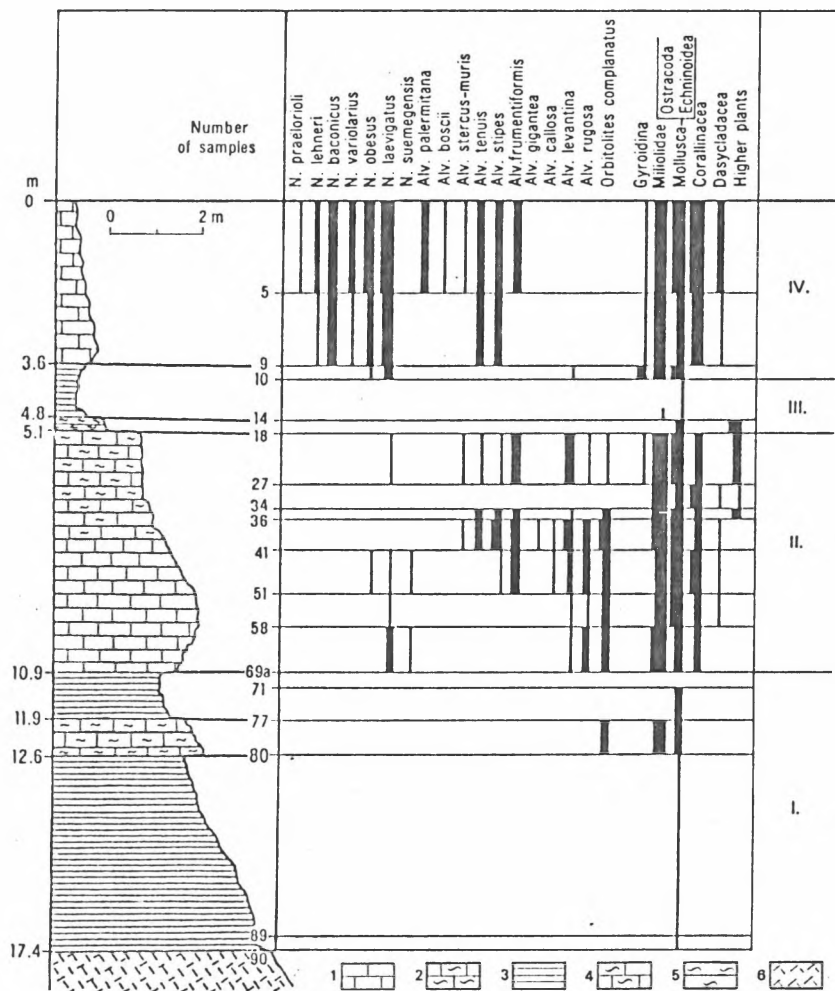 Number
of samples
N. praelorioli
N. lehneri
N. baconicus
N. variolarius
N. obesus
N. laevigatus
N. suemegensis
Alv. palermitana
Alv. boscii
Alv. stercus-muris
Alv. tenuis
Alv. stipes
Alv. frumentiformis
Alv. gigantea
Alv. callosa
Alv. levantina
Alv. rugosa
Orbitolites complanatus
Gyroidina
Miliolidae
Ostracoda
Mollusca-Echninoidea
Corallinacea
Dasycladacea
Higher plants
m
0
0 2 m
5
IV.
9
3.6
10
III.
4.8
14
5.1
18
27
34
36
II.
41
51
58
10.9
69a
71
11.9
77
12.6
80
I.
89
17.4
90
1 2 3 4 5 6